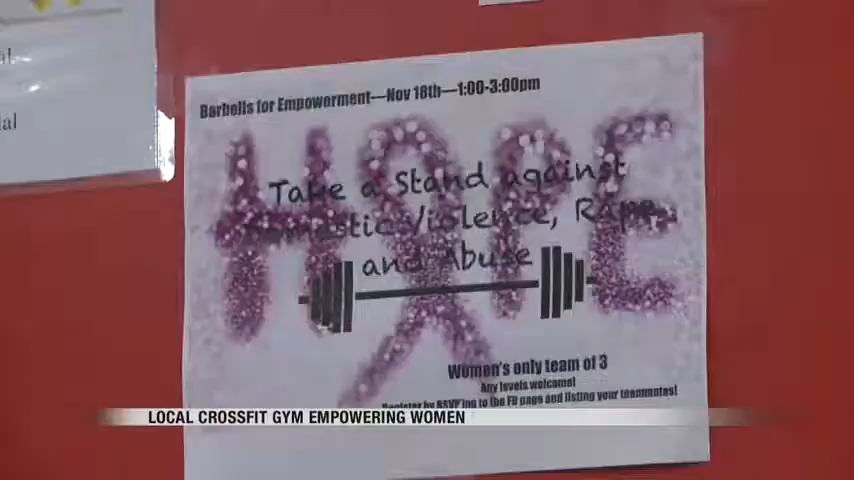 al
Barbells for Empowerment—Nov 18th—1:00-3:00pm
HOPE
Take a Stand against
Domestic Violence, Rape
and Abuse
Women's only team of 3
Any levels welcome!
Register by RSVP'ing to the FB page and listing your teammates!
LOCAL CROSSFIT GYM EMPOWERING WOMEN